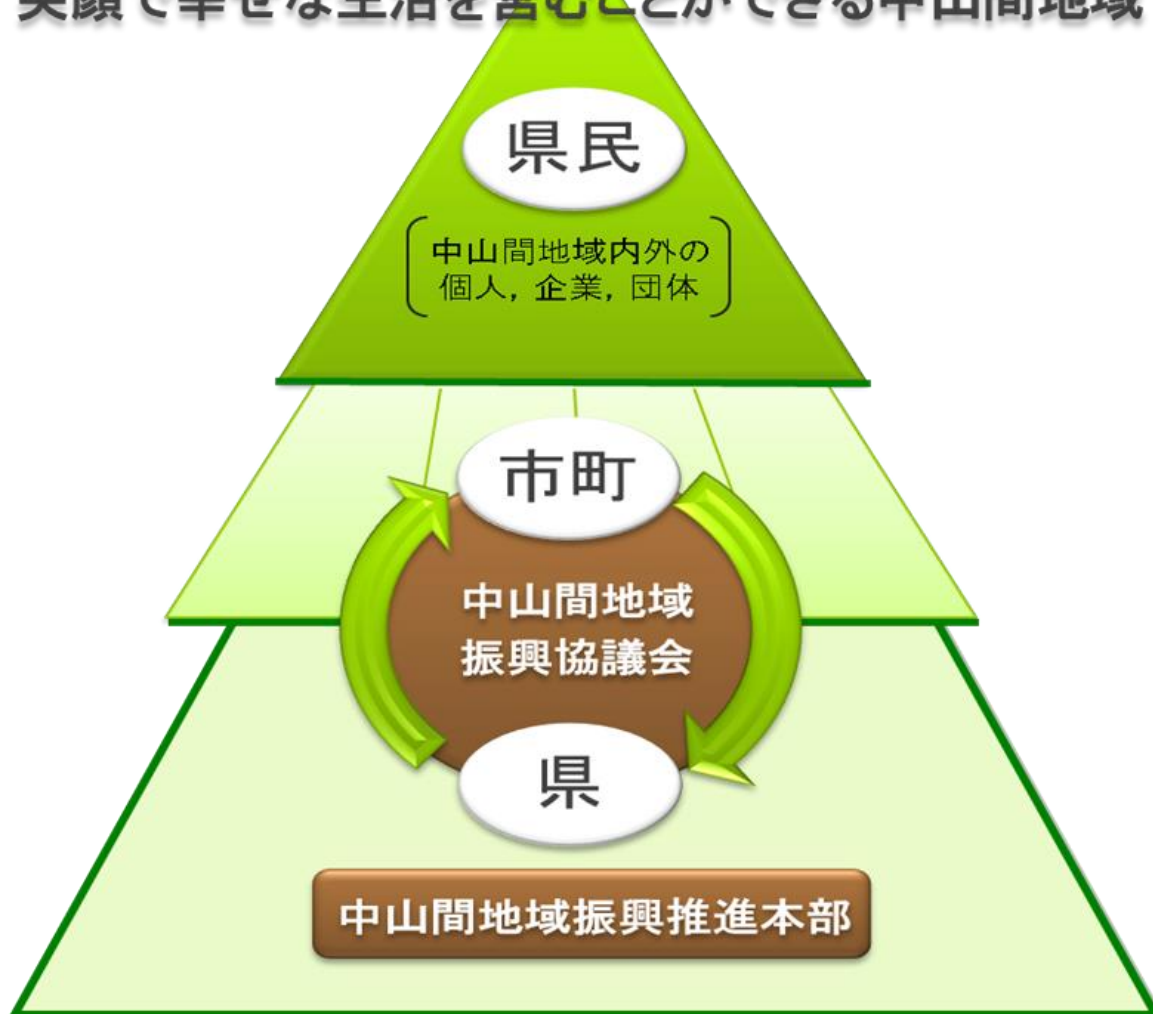 笑顔で幸せな生活を営むことができる中山間地域
県民
中山間地域内外の
個人，企業，団体
市町
中山間地域
振興協議会
県
中山間地域振興推進本部